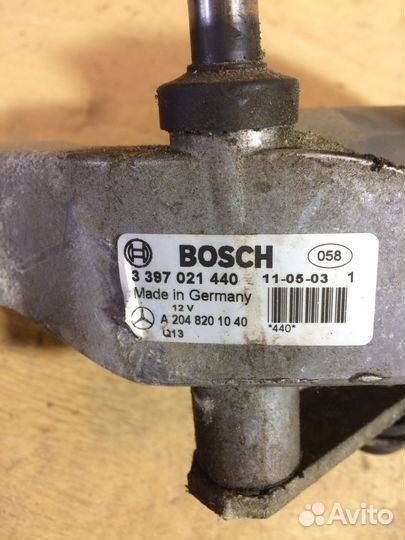 BOSCH 058
3 397 021 440 11-05-03 1
Made in Germany
12 V
A 204 820 10 40
Q13 *440*
Avito